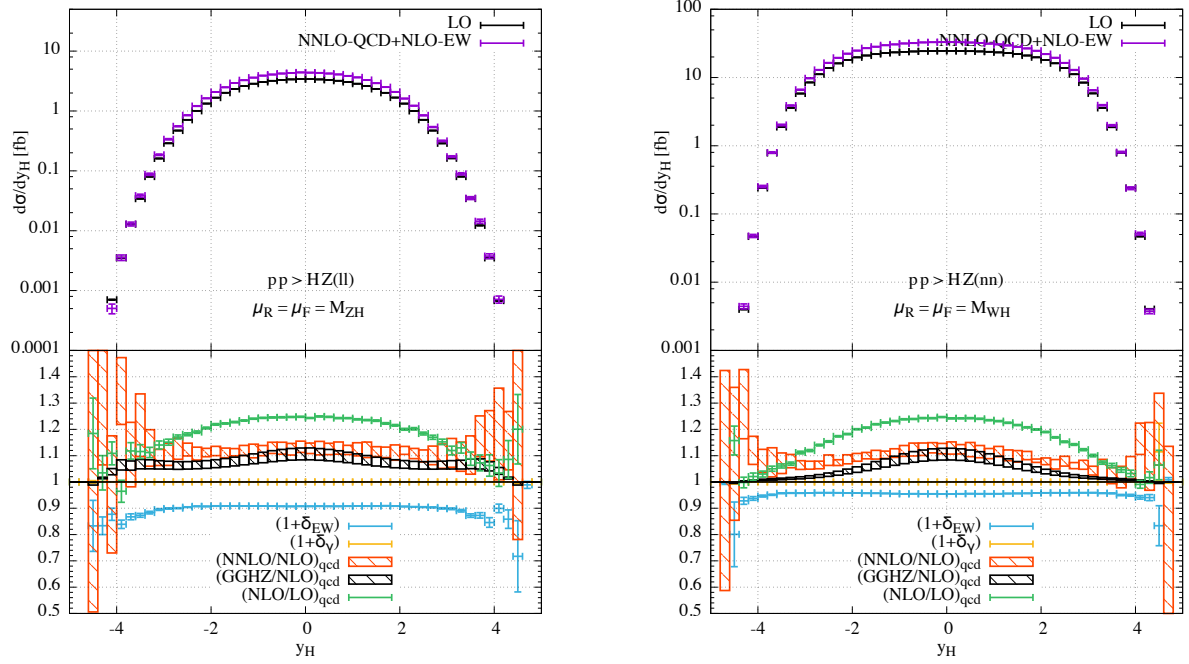 LO
NNLO-QCD+NLO-EW
10
1
0.1
0.01
0.001
0.0001
dσ/dy_H [fb]
pp > HZ(ll)
μ_R = μ_F = M_ZH
1.4
1.3
1.2
1.1
1
0.9
0.8
0.7
0.6
0.5
(1+δ_EW)
(1+δ_γ)
(NNLO/NLO)_qcd
(GGHZ/NLO)_qcd
(NLO/LO)_qcd
-4 -2 0 2 4
y_H
LO
NNLO-QCD+NLO-EW
100
10
1
0.1
0.01
0.001
dσ/dy_H [fb]
pp > HZ(nn)
μ_R = μ_F = M_WH
1.4
1.3
1.2
1.1
1
0.9
0.8
0.7
0.6
0.5
(1+δ_EW)
(1+δ_γ)
(NNLO/NLO)_qcd
(GGHZ/NLO)_qcd
(NLO/LO)_qcd
-4 -2 0 2 4
y_H